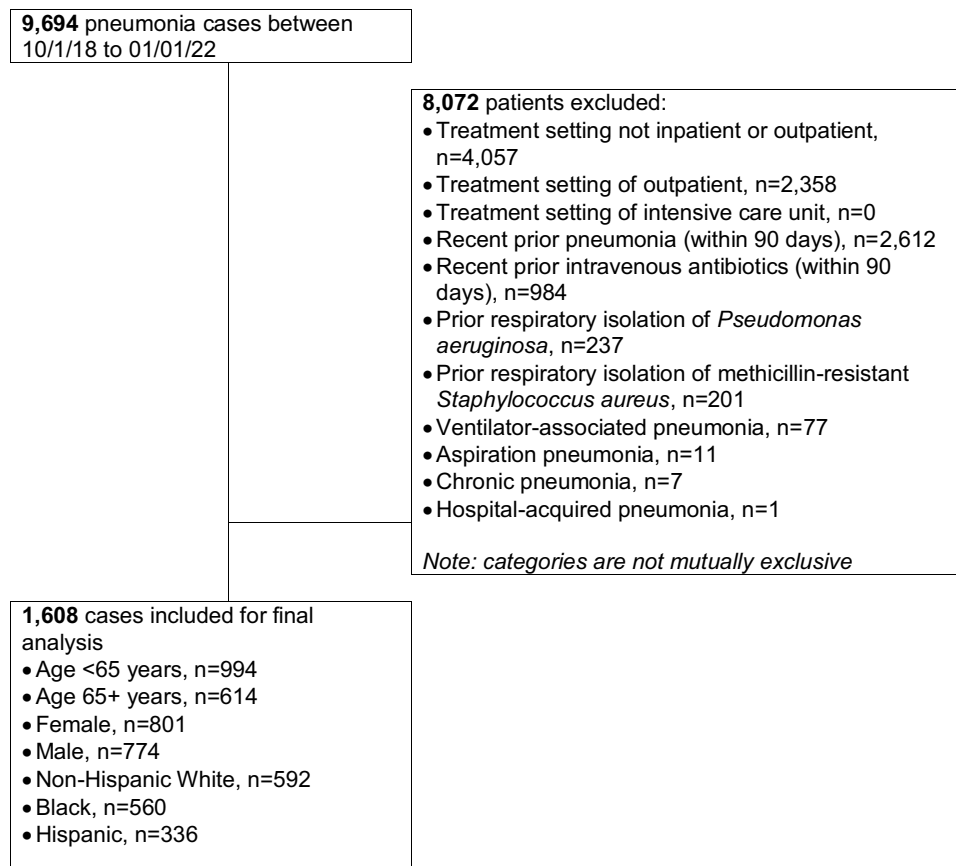 9,694 pneumonia cases between
10/1/18 to 01/01/22
8,072 patients excluded:
• Treatment setting not inpatient or outpatient,
n=4,057
• Treatment setting of outpatient, n=2,358
• Treatment setting of intensive care unit, n=0
• Recent prior pneumonia (within 90 days), n=2,612
• Recent prior intravenous antibiotics (within 90
days), n=984
• Prior respiratory isolation of Pseudomonas
aeruginosa, n=237
• Prior respiratory isolation of methicillin-resistant
Staphylococcus aureus, n=201
• Ventilator-associated pneumonia, n=77
• Aspiration pneumonia, n=11
• Chronic pneumonia, n=7
• Hospital-acquired pneumonia, n=1
Note: categories are not mutually exclusive
1,608 cases included for final
analysis
• Age <65 years, n=994
• Age 65+ years, n=614
• Female, n=801
• Male, n=774
• Non-Hispanic White, n=592
• Black, n=560
• Hispanic, n=336